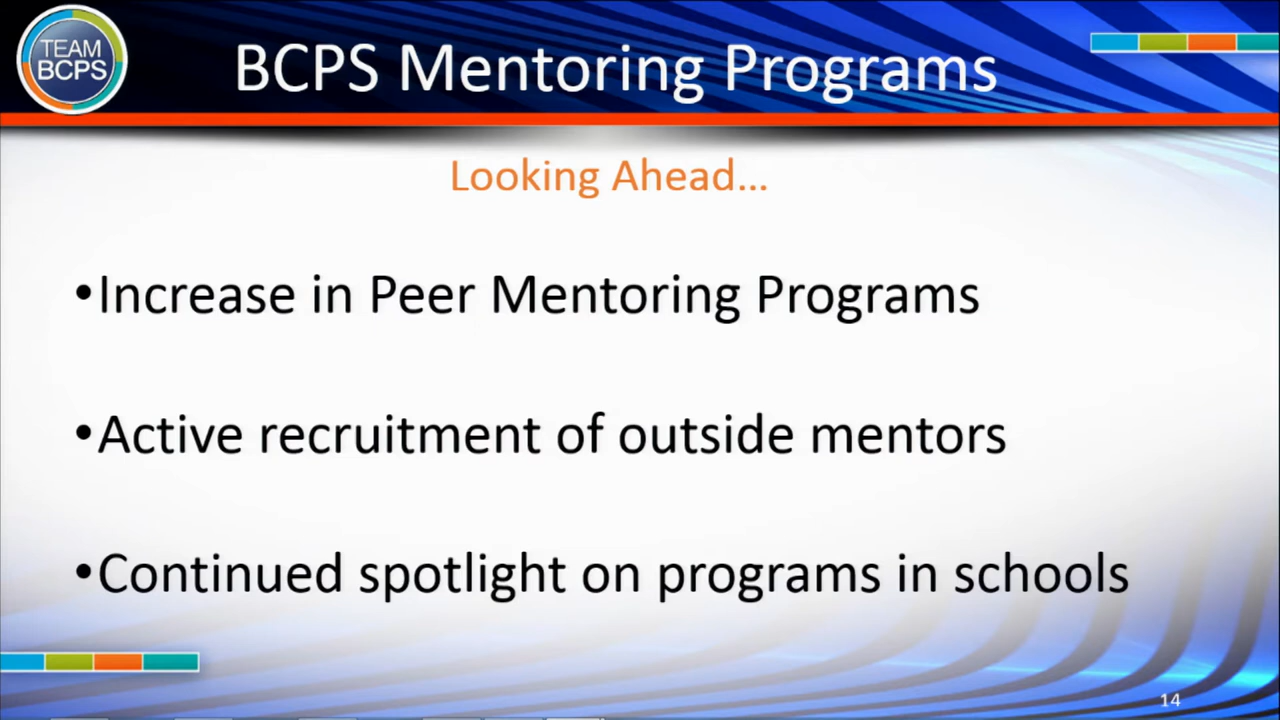 TEAM
BCPS
BCPS Mentoring Programs
Looking Ahead...
•Increase in Peer Mentoring Programs
•Active recruitment of outside mentors
•Continued spotlight on programs in schools
14